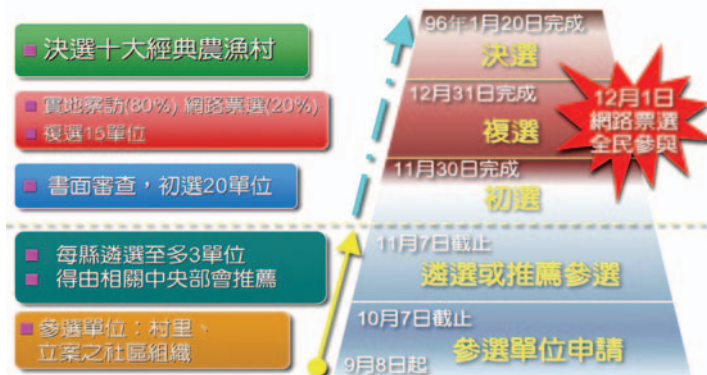 決選十大經典農漁村
實地察訪(80%) 網路票選(20%)
複選15單位
書面審查，初選20單位
每縣遴選至多3單位
得由相關中央部會推薦
參選單位：村里、
立案之社區組織
96年1月20日完成
決選
12月31日完成
複選
12月1日
網路票選
全民參與
11月30日完成
初選
11月7日截止
遴選或推薦參選
10月7日截止
參選單位申請
9月8日起